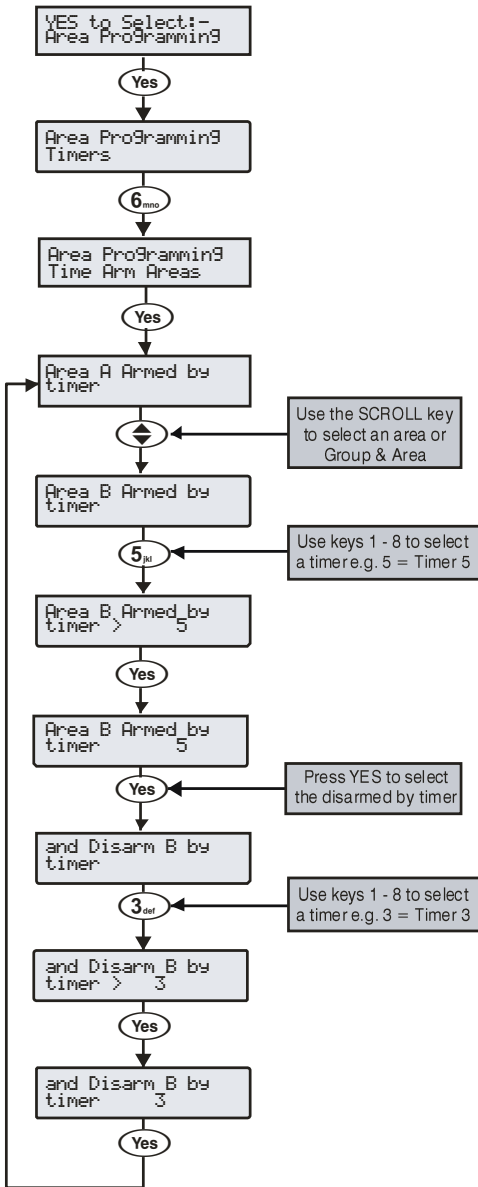 YES to Select:-
Area Programming
Yes
Area Programming
Timers
6mno
Area Programming
Time Arm Areas
Yes
Area A Armed by
timer
Use the SCROLL key
to select an area or
Group & Area
Area B Armed by
timer
5jkl
Use keys 1 - 8 to select
a timer e.g. 5 = Timer 5
Area B Armed by
timer > 5
Yes
Area B Armed by
timer 5
Yes
Press YES to select
the disarmed by timer
and Disarm B by
timer
3def
Use keys 1 - 8 to select
a timer e.g. 3 = Timer 3
and Disarm B by
timer > 3
Yes
and Disarm B by
timer 3
Yes